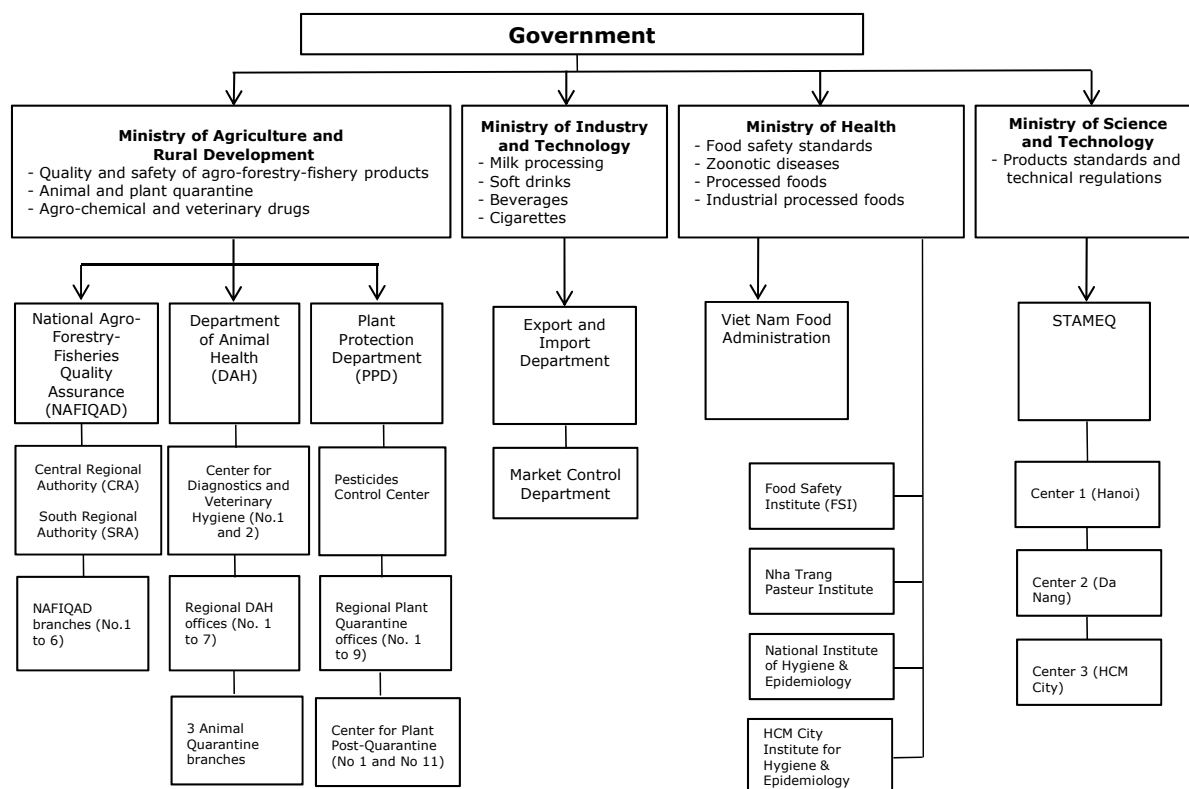 Government
Ministry of Agriculture and
Rural Development
- Quality and safety of agro-forestry-fishery products
- Animal and plant quarantine
- Agro-chemical and veterinary drugs
Ministry of Industry
and Technology
- Milk processing
- Soft drinks
- Beverages
- Cigarettes
Ministry of Health
- Food safety standards
- Zoonotic diseases
- Processed foods
- Industrial processed foods
Ministry of Science
and Technology
- Products standards and
technical regulations
National Agro-
Forestry-
Fisheries
Quality
Assurance
(NAFIQAD)
Department
of Animal
Health
(DAH)
Plant
Protection
Department
(PPD)
Export and
Import
Department
Viet Nam Food
Administration
STAMEQ
Central Regional
Authority (CRA)
South Regional
Authority (SRA)
Center for
Diagnostics and
Veterinary
Hygiene (No.1
and 2)
Pesticides
Control Center
Market Control
Department
Food Safety
Institute (FSI)
Center 1 (Hanoi)
NAFIQAD
branches (No.1
to 6)
Regional DAH
offices (No. 1
to 7)
Regional Plant
Quarantine
offices (No. 1
to 9)
Nha Trang
Pasteur Institute
Center 2 (Da
Nang)
National Institute
of Hygiene &
Epidemiology
Center 3 (HCM
City)
3 Animal
Quarantine
branches
Center for Plant
Post-Quarantine
(No 1 and No 11)
HCM City
Institute for
Hygiene &
Epidemiology